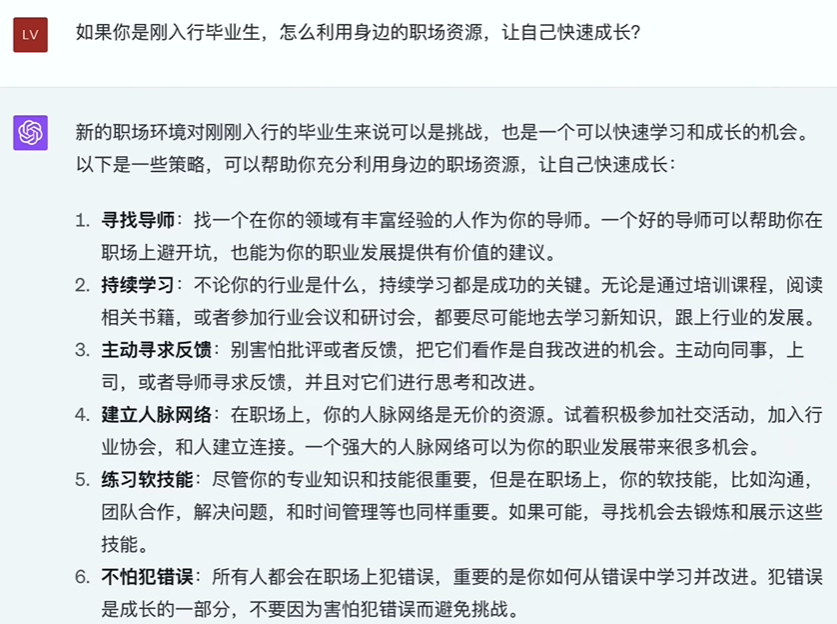 LV
如果你是刚入行毕业生，怎么利用身边的职场资源，让自己快速成长？
新的职场环境对刚刚入行的毕业生来说可以是挑战，也是一个可以快速学习和成长的机会。
以下是一些策略，可以帮助你充分利用身边的职场资源，让自己快速成长：
1. 寻找导师：找一个在你的领域有丰富经验的人作为你的导师。一个好的导师可以帮助你在
职场上避开坑，也能为你的职业发展提供有价值的建议。
2. 持续学习：不论你的行业是什么，持续学习都是成功的关键。无论是通过培训课程，阅读
相关书籍，或者参加行业会议和研讨会，都要尽可能地去学习新知识，跟上行业的发展。
3. 主动寻求反馈：别害怕批评或者反馈，把它们看作是自我改进的机会。主动向同事，上
司，或者导师寻求反馈，并且对它们进行思考和改进。
4. 建立人脉网络：在职场上，你的人脉网络是无价的资源。试着积极参加社交活动，加入行
业协会，和人建立连接。一个强大的人脉网络可以为你的职业发展带来很多机会。
5. 练习软技能：尽管你的专业知识和技能很重要，但是在职场上，你的软技能，比如沟通，
团队合作，解决问题，和时间管理等也同样重要。如果可能，寻找机会去锻炼和展示这些
技能。
6. 不怕犯错误：所有人都会在职场上犯错误，重要的是你如何从错误中学习并改进。犯错误
是成长的一部分，不要因为害怕犯错误而避免挑战。